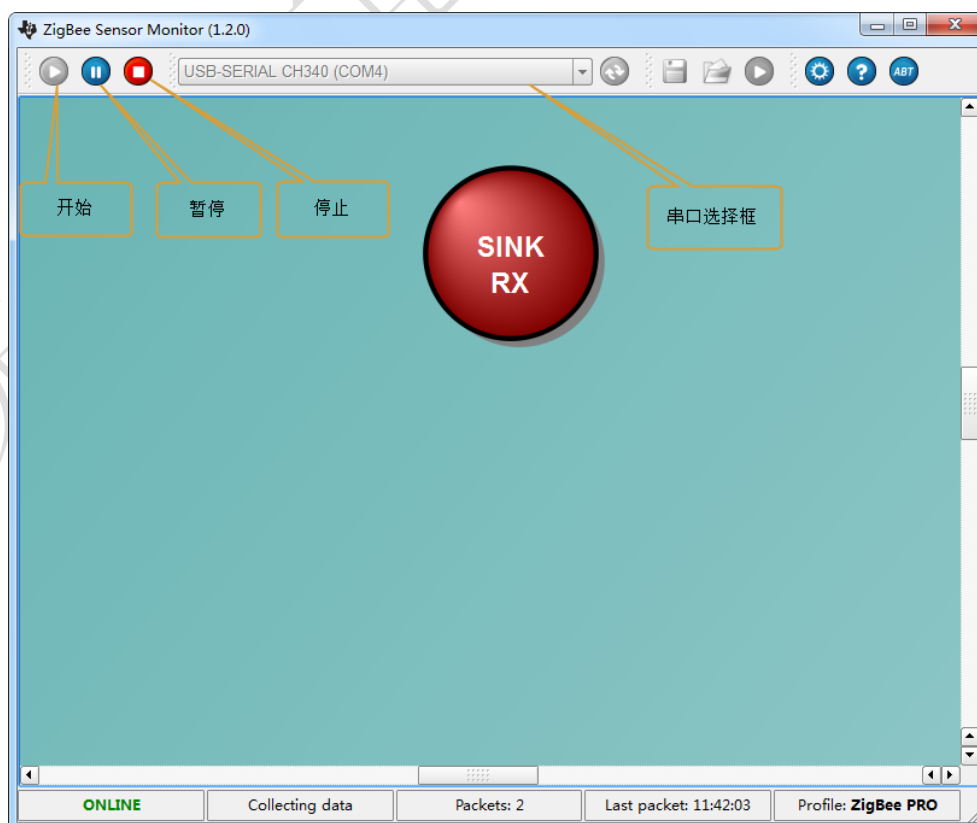 ZigBee Sensor Monitor (1.2.0)
USB-SERIAL CH340 (COM4)
?
ABT
开始
暂停
停止
串口选择框
SINK
RX
ONLINE
Collecting data
Packets: 2
Last packet: 11:42:03
Profile: ZigBee PRO